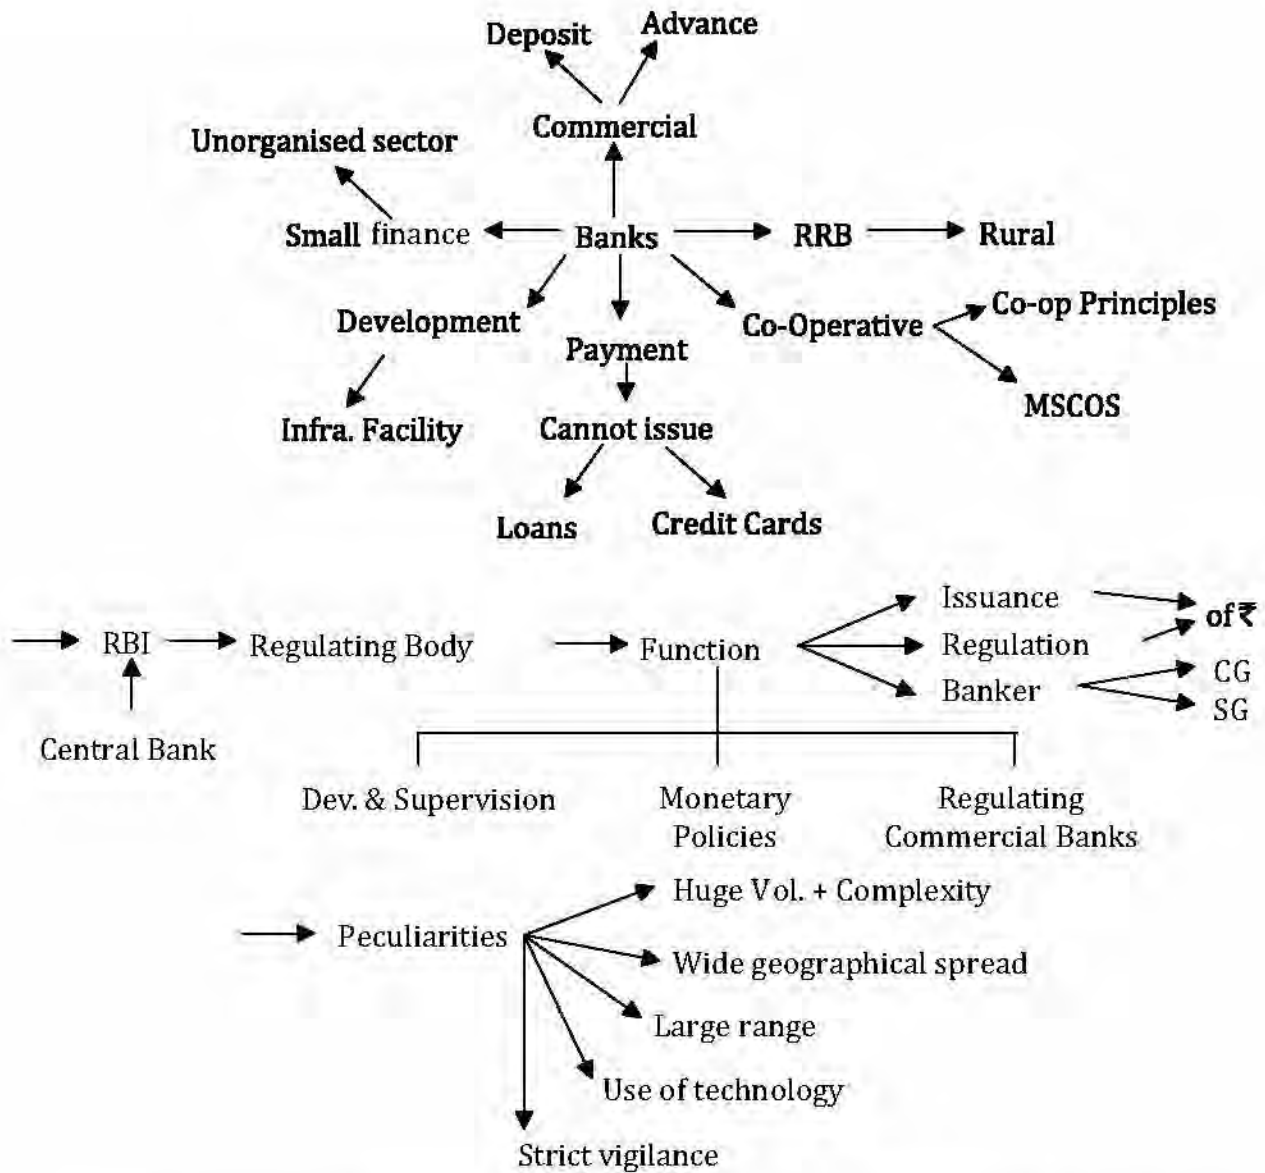 Deposit
Advance
Commercial
Unorganised sector
Small finance
Banks
RRB
Rural
Development
Payment
Co-Operative
Co-op Principles
MSCOS
Infra. Facility
Cannot issue
Loans
Credit Cards
RBI
Regulating Body
Function
Issuance
Regulation
Banker
of ₹
CG
SG
Central Bank
Dev. & Supervision
Monetary
Policies
Regulating
Commercial Banks
Peculiarities
Huge Vol. + Complexity
Wide geographical spread
Large range
Use of technology
Strict vigilance